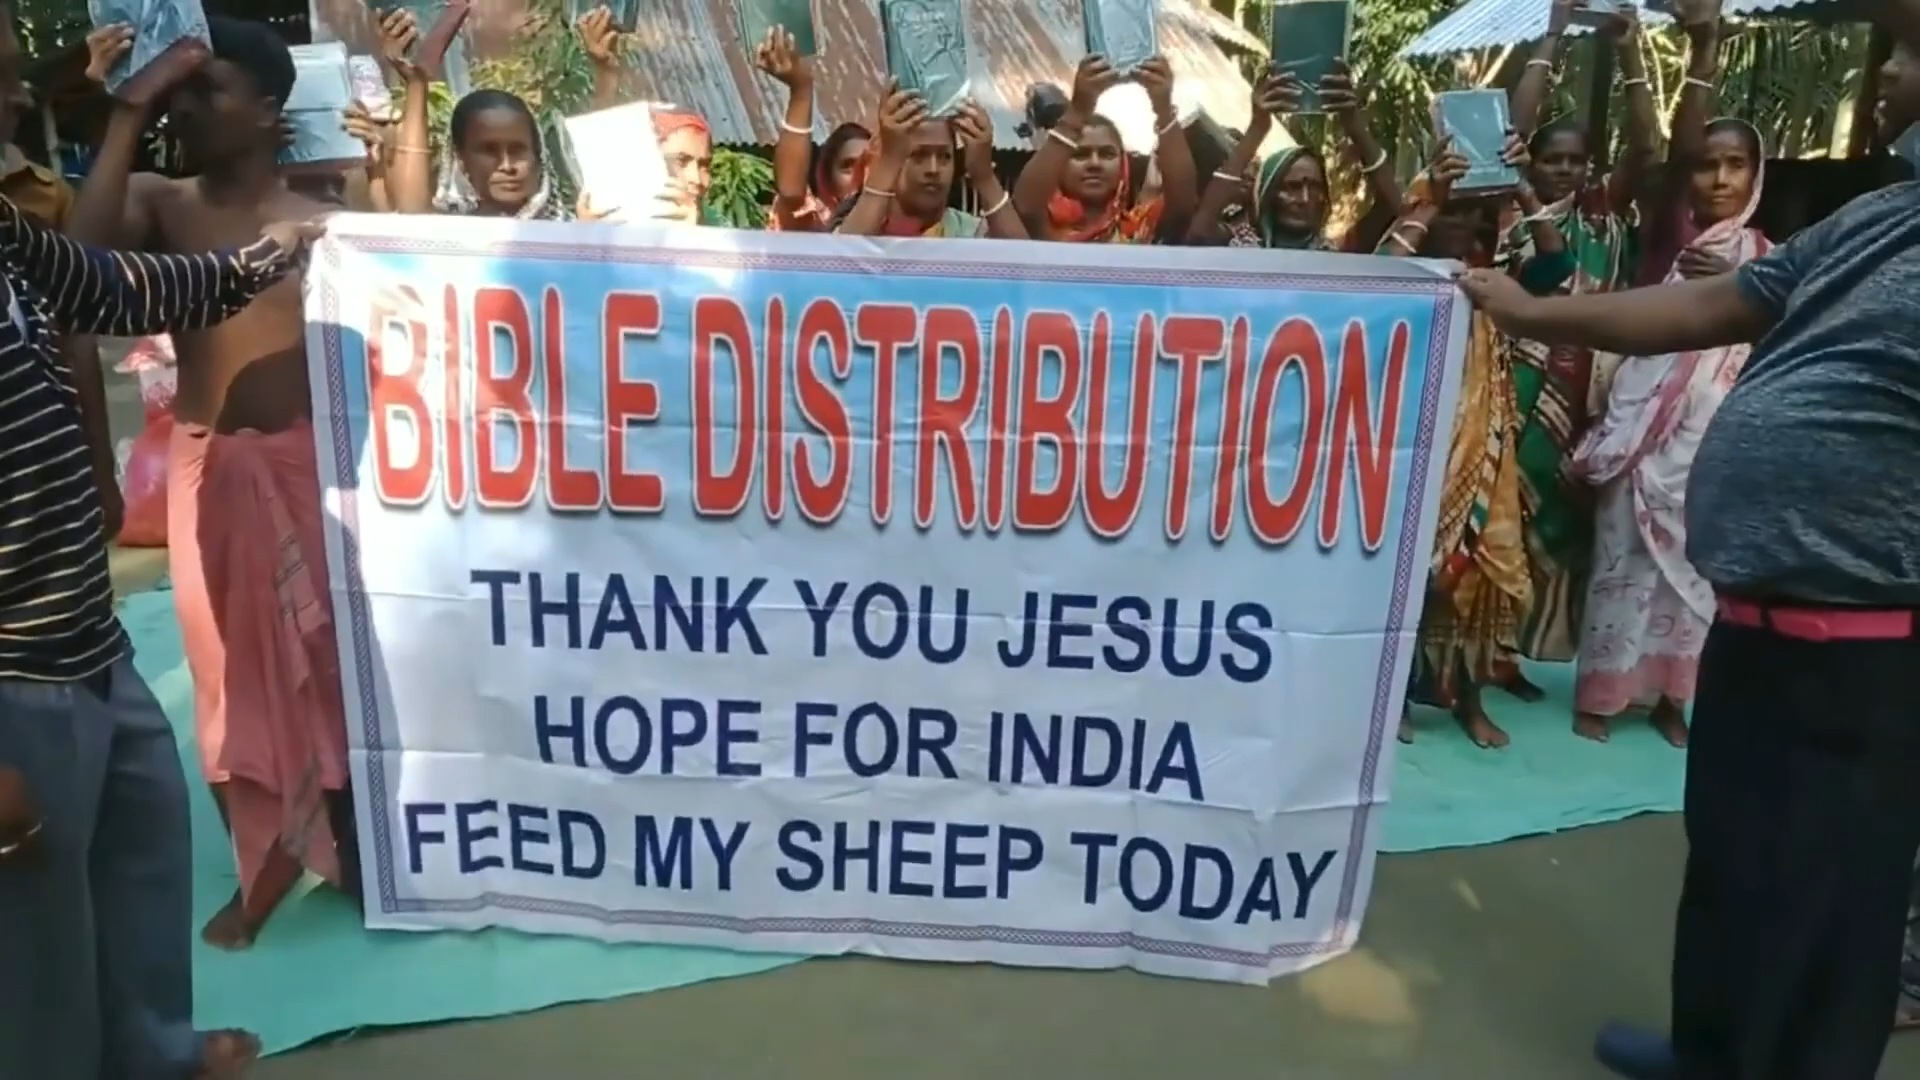 BIBLE DISTRIBUTION
THANK YOU JESUS
HOPE FOR INDIA
FEED MY SHEEP TODAY